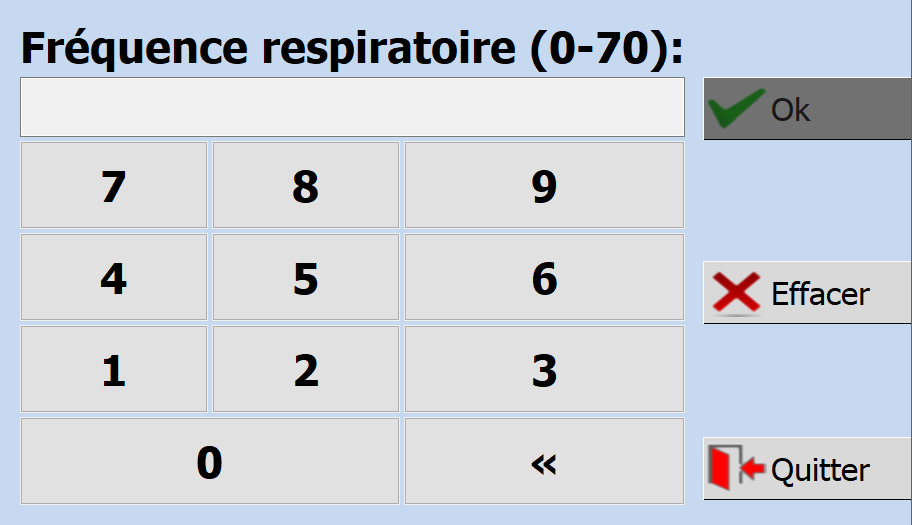 Fréquence respiratoire (0-70):
Ok
7 8 9
4 5 6
Effacer
1 2 3
0 «
Quitter